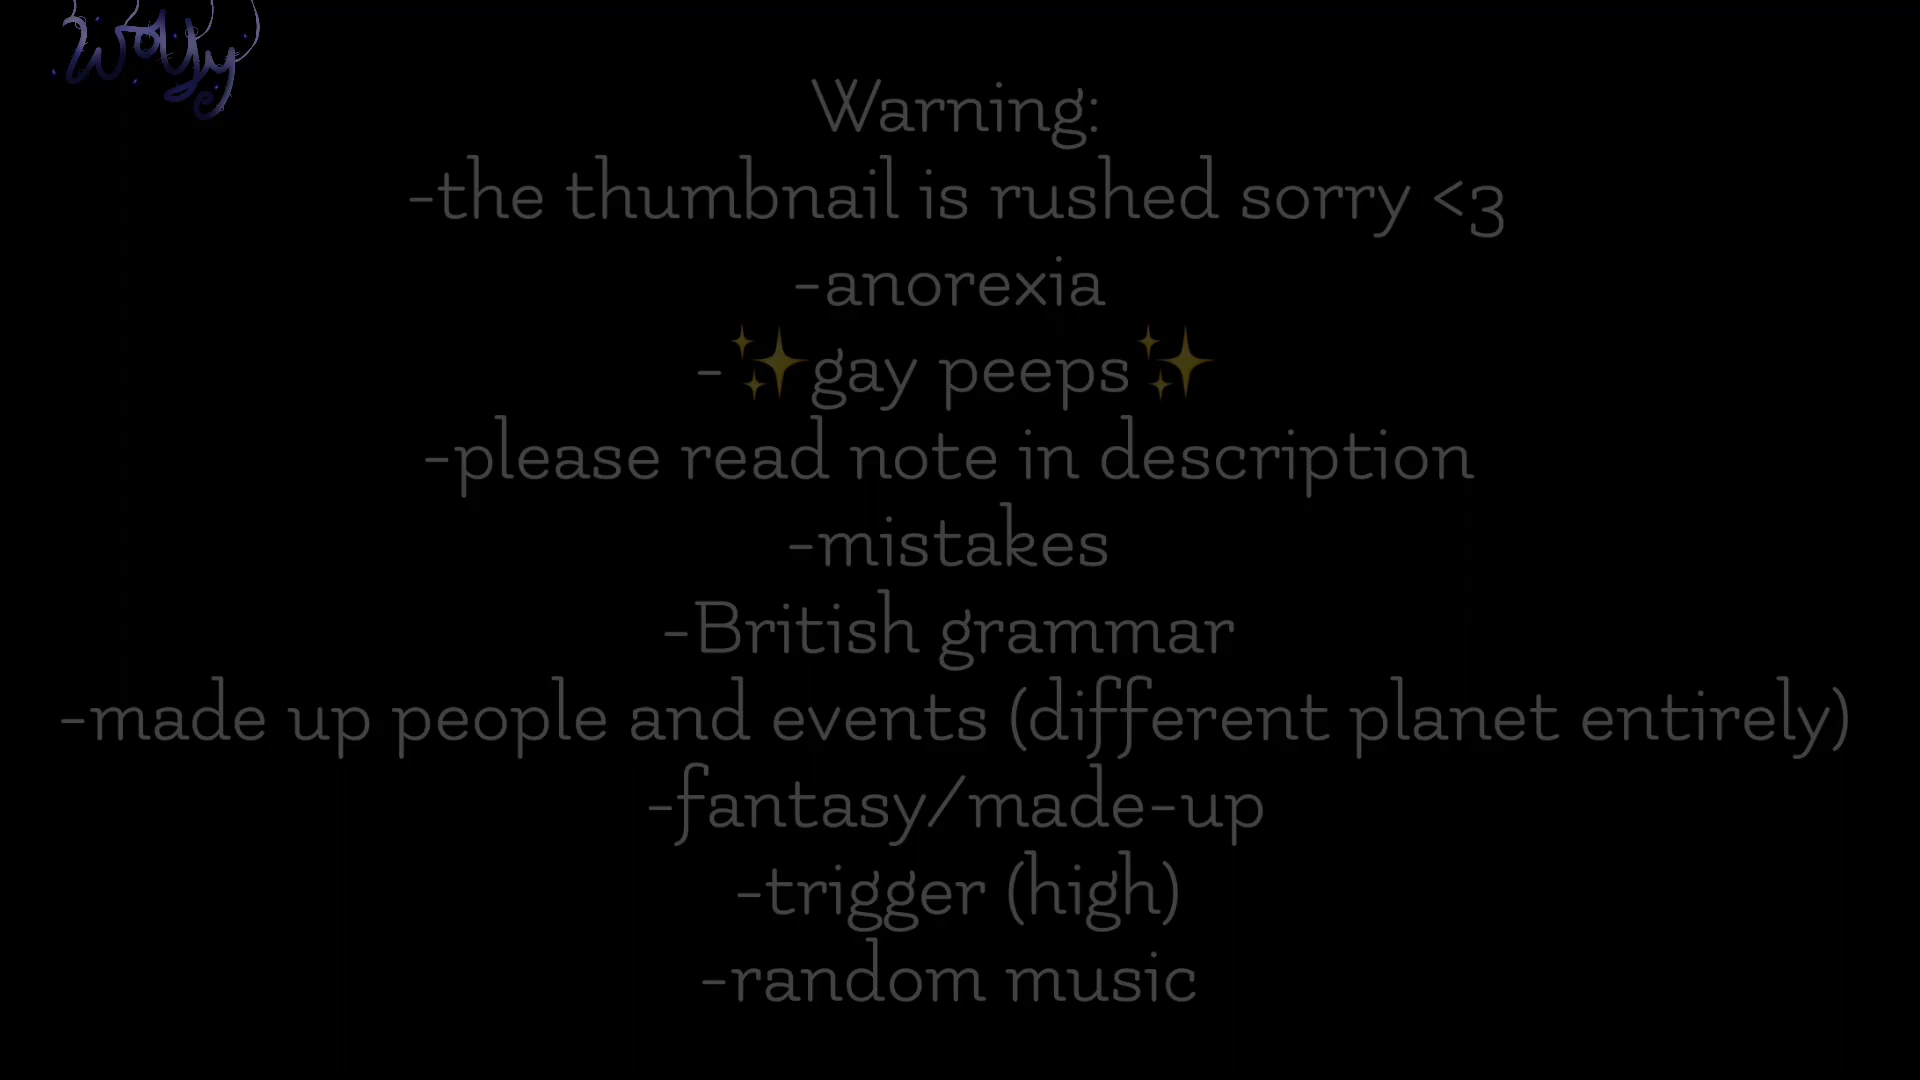 Wolfy
Warning:
-the thumbnail is rushed sorry <3
-anorexia
-✨gay peeps✨
-please read note in description
-mistakes
-British grammar
-made up people and events (different planet entirely)
-fantasy/made-up
-trigger (high)
-random music